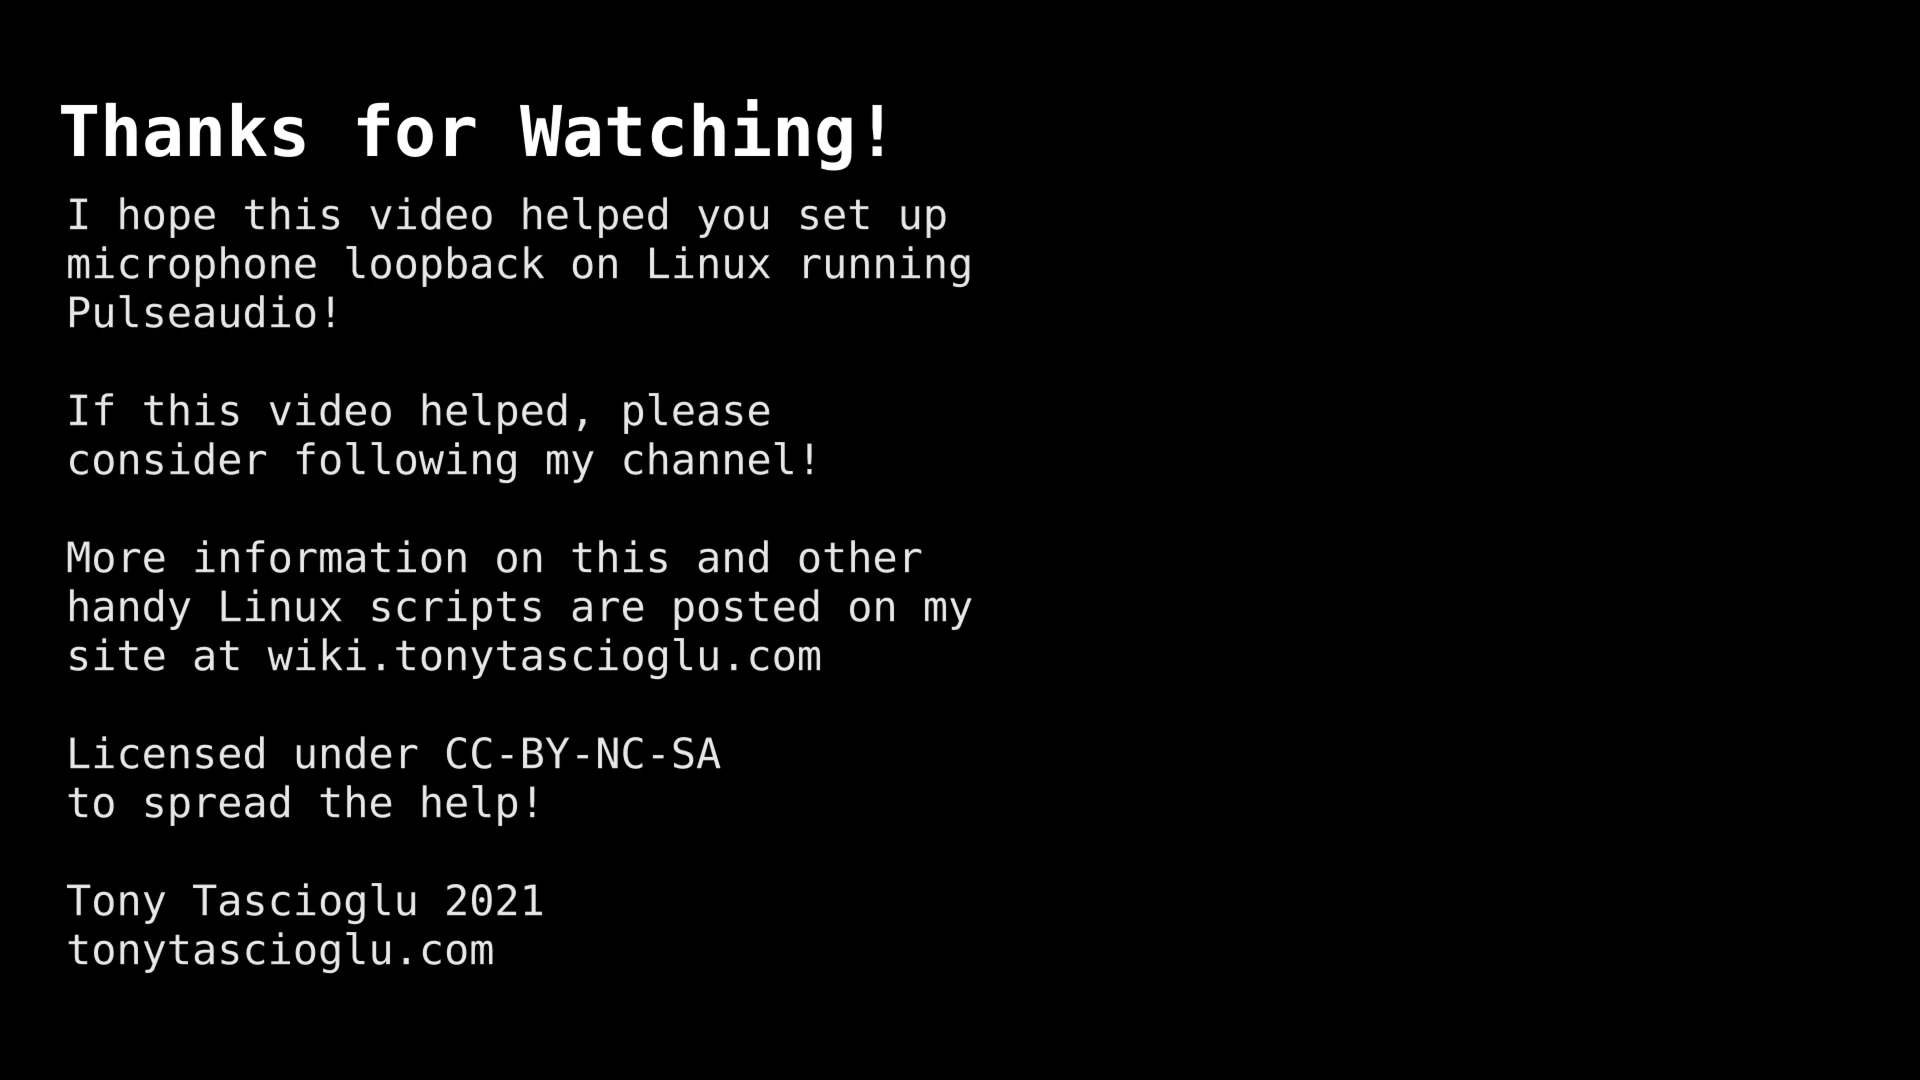 Thanks for Watching!
I hope this video helped you set up
microphone loopback on Linux running
Pulseaudio!
If this video helped, please
consider following my channel!
More information on this and other
handy Linux scripts are posted on my
site at wiki.tonytascioglu.com
Licensed under CC-BY-NC-SA
to spread the help!
Tony Tascioglu 2021
tonytascioglu.com